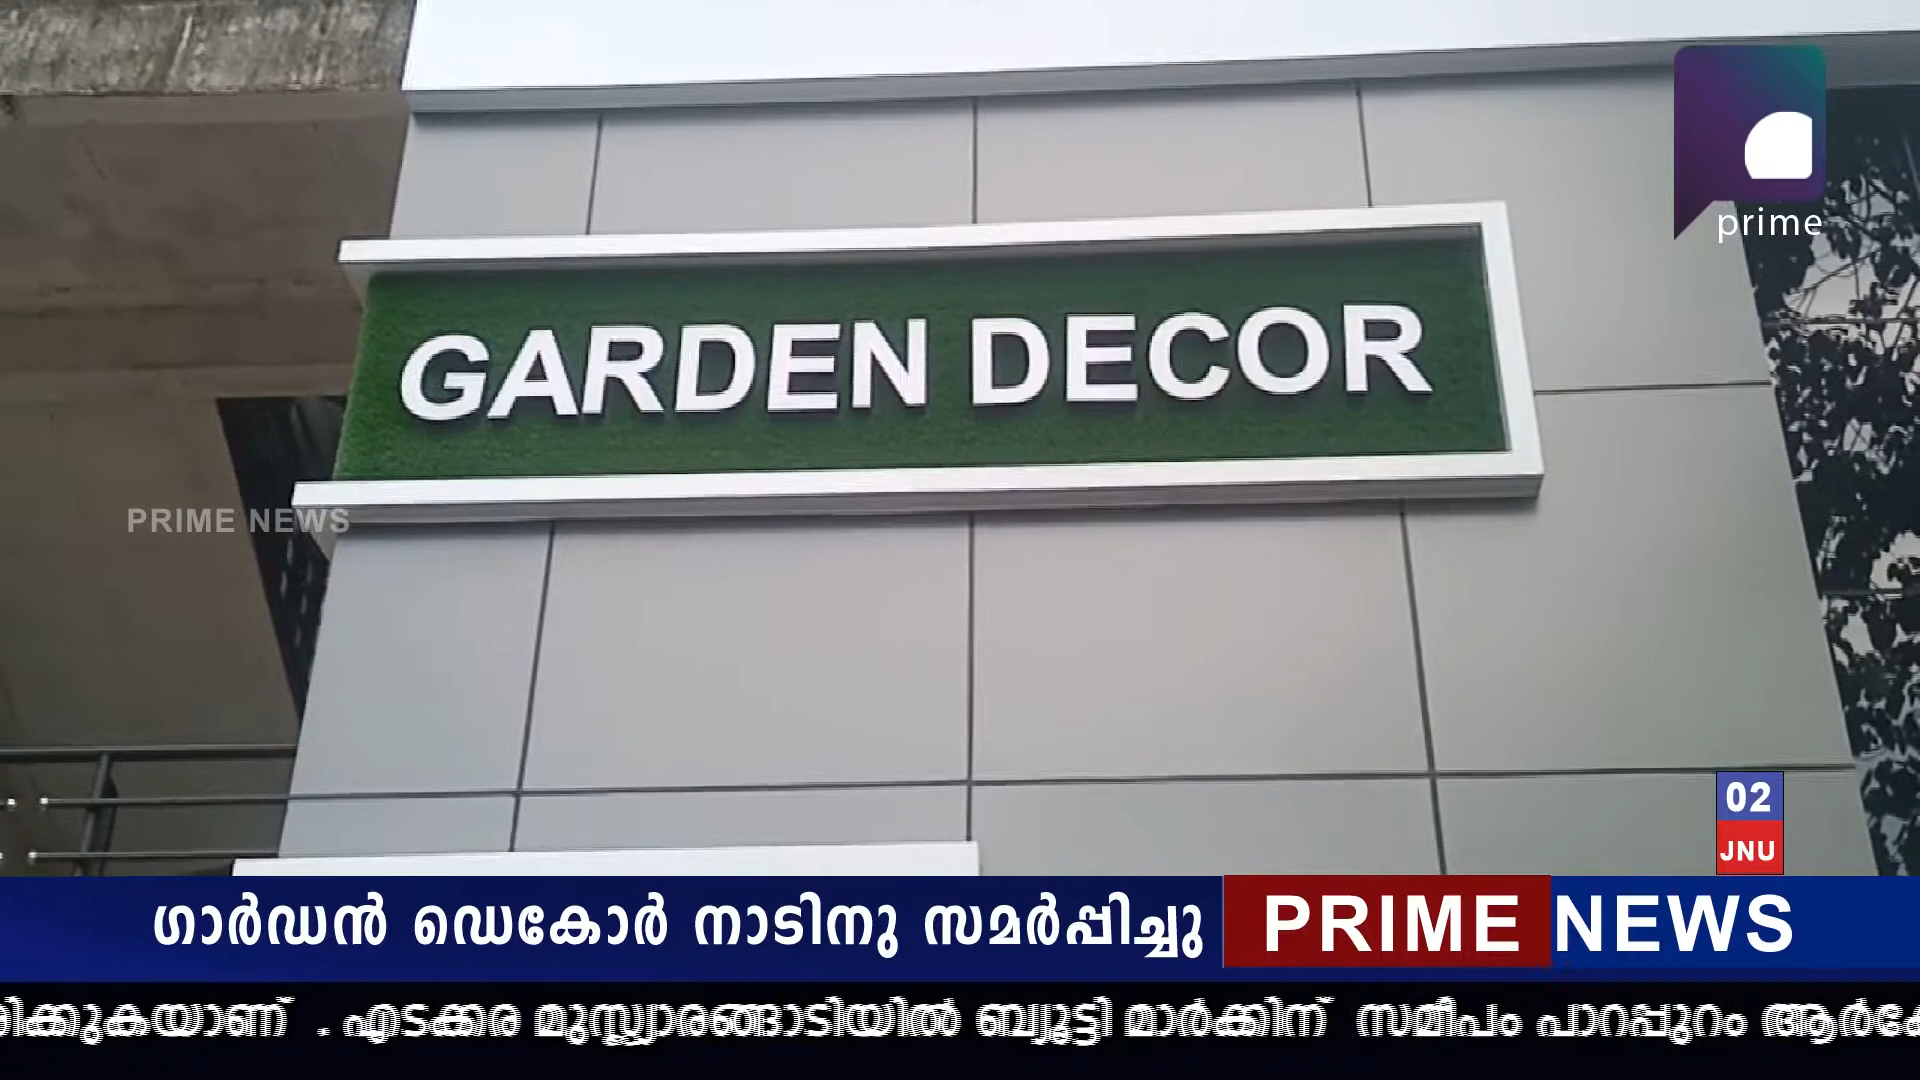 prime
GARDEN DECOR
PRIME NEWS
02
JNU
ഗാർഡൻ ഡെകോർ നാടിനു സമർപ്പിച്ചു
PRIME NEWS
. എടക്കര മുസ്ല്യാരങ്ങാടിയിൽ ബ്യൂട്ടി മാർക്കിന് സമീപം പാറപ്പുറം